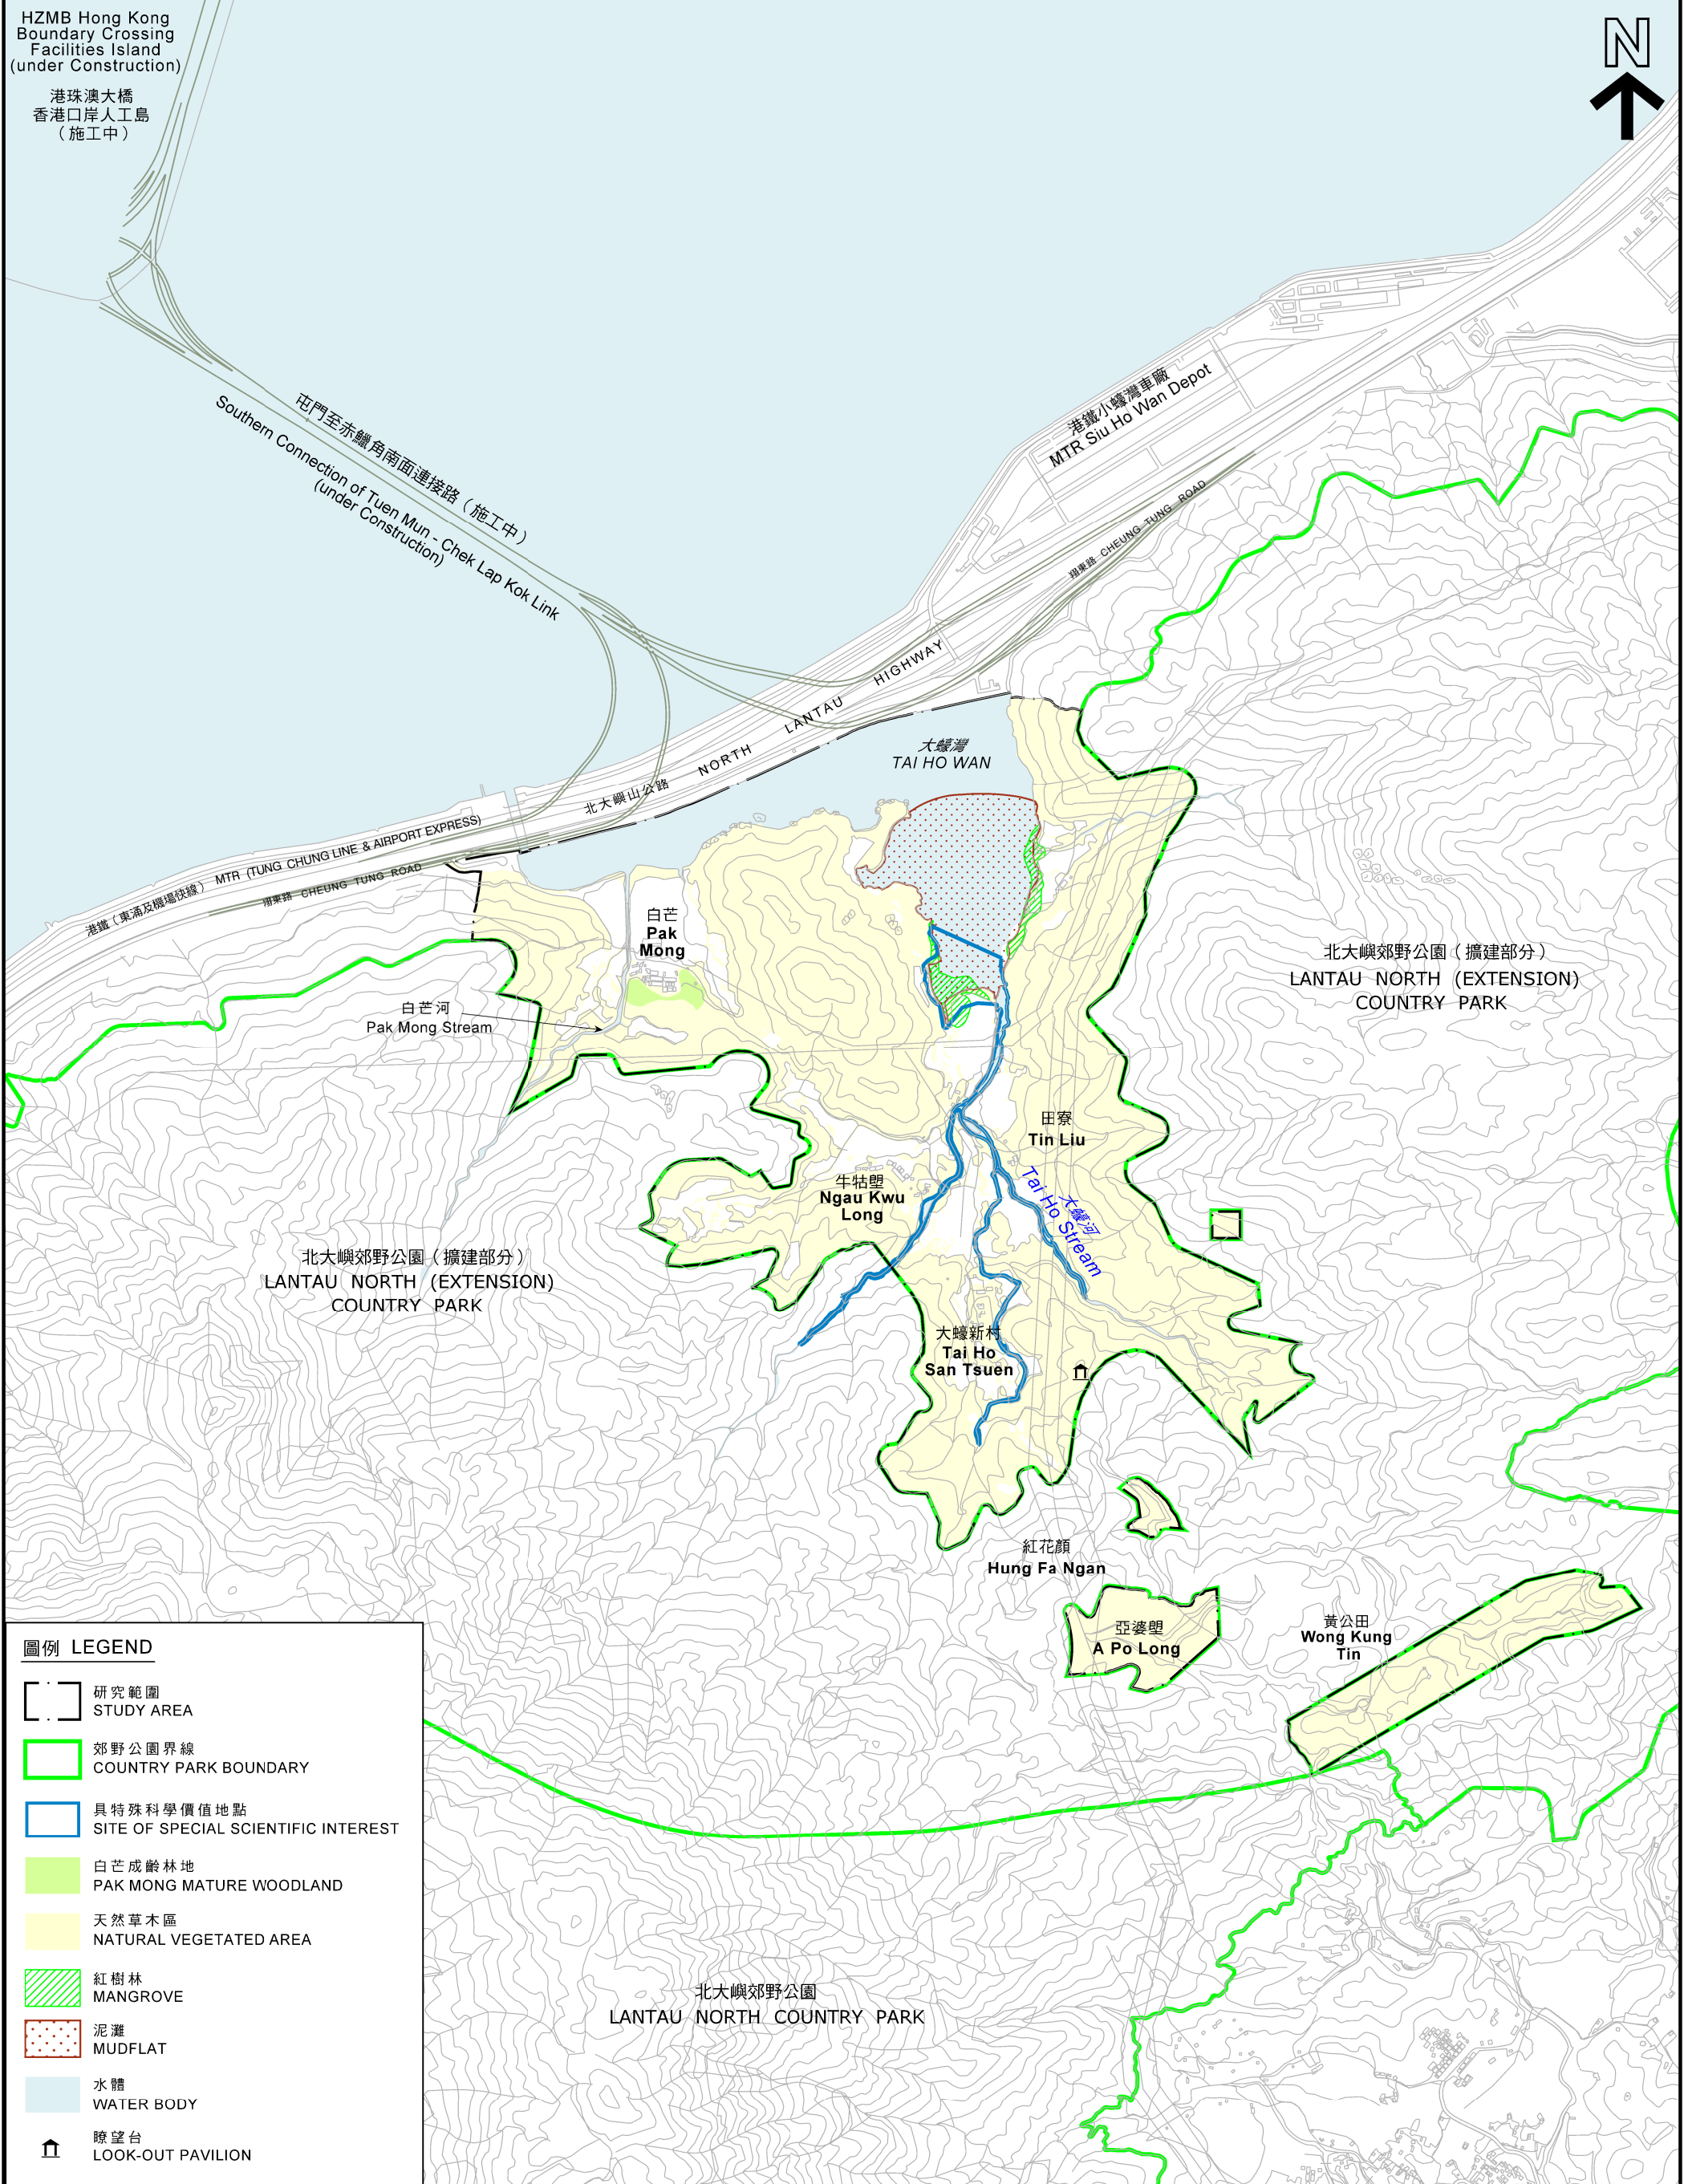 HZMB Hong Kong
Boundary Crossing
Facilities Island
(under Construction)
港珠澳大橋
香港口岸人工島
（施工中）
N
屯門至赤鱲角南面連接路（施工中）
Southern Connection of Tuen Mun - Chek Lap Kok Link
(under Construction)
港鐵小蠔灣車廠
MTR Siu Ho Wan Depot
翔東路 CHEUNG TUNG ROAD
北大嶼山公路 NORTH LANTAU HIGHWAY
大蠔灣
TAI HO WAN
港鐵（東涌及機場快線） MTR (TUNG CHUNG LINE & AIRPORT EXPRESS)
翔東路 CHEUNG TUNG ROAD
白芒
Pak
Mong
白芒河
Pak Mong Stream
北大嶼郊野公園（擴建部分）
LANTAU NORTH (EXTENSION)
COUNTRY PARK
田寮
Tin Liu
牛牯塱
Ngau Kwu
Long
大蠔河
Tai Ho Stream
北大嶼郊野公園（擴建部分）
LANTAU NORTH (EXTENSION)
COUNTRY PARK
大蠔新村
Tai Ho
San Tsuen
紅花顏
Hung Fa Ngan
亞婆塱
A Po Long
黃公田
Wong Kung
Tin
北大嶼郊野公園
LANTAU NORTH COUNTRY PARK
圖例 LEGEND
研究範圍
STUDY AREA
郊野公園界線
COUNTRY PARK BOUNDARY
具特殊科學價值地點
SITE OF SPECIAL SCIENTIFIC INTEREST
白芒成齡林地
PAK MONG MATURE WOODLAND
天然草木區
NATURAL VEGETATED AREA
紅樹林
MANGROVE
泥灘
MUDFLAT
水體
WATER BODY
瞭望台
LOOK-OUT PAVILION